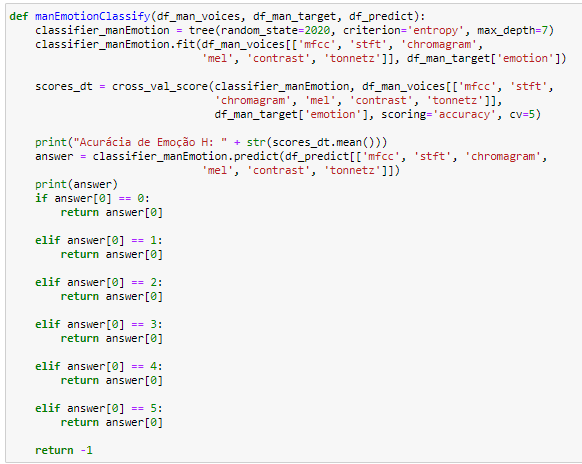 def manEmotionClassify(df_man_voices, df_man_target, df_predict):
    classifier_manEmotion = tree(random_state=2020, criterion='entropy', max_depth=7)
    classifier_manEmotion.fit(df_man_voices[['mfcc', 'stft', 'chromagram',
                              'mel', 'contrast', 'tonnetz']], df_man_target['emotion'])

    scores_dt = cross_val_score(classifier_manEmotion, df_man_voices[['mfcc', 'stft',
                                'chromagram', 'mel', 'contrast', 'tonnetz']],
                                df_man_target['emotion'], scoring='accuracy', cv=5)

    print("Acurácia de Emoção H: " + str(scores_dt.mean()))
    answer = classifier_manEmotion.predict(df_predict[['mfcc', 'stft', 'chromagram',
                              'mel', 'contrast', 'tonnetz']])
    print(answer)
    if answer[0] == 0:
        return answer[0]

    elif answer[0] == 1:
        return answer[0]

    elif answer[0] == 2:
        return answer[0]

    elif answer[0] == 3:
        return answer[0]

    elif answer[0] == 4:
        return answer[0]

    elif answer[0] == 5:
        return answer[0]

    return -1